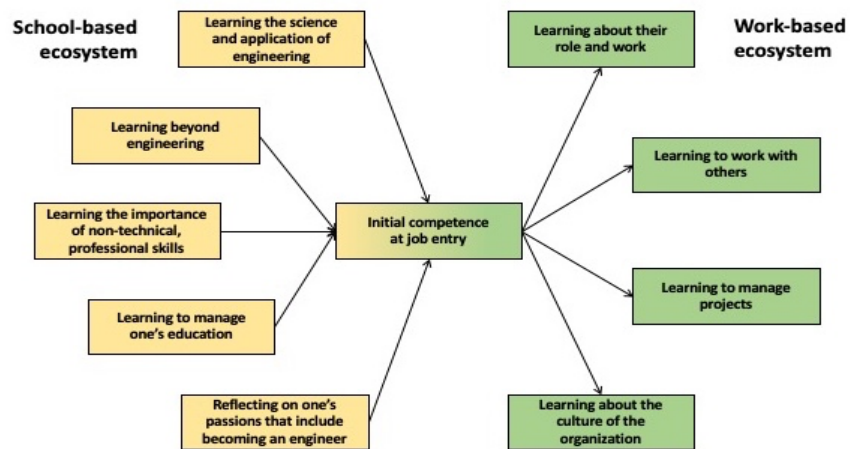 School-based
ecosystem
Learning the science
and application of
engineering
Learning beyond
engineering
Learning the importance
of non-technical,
professional skills
Learning to manage
one's education
Reflecting on one's
passions that include
becoming an engineer
Initial competence
at job entry
Work-based
ecosystem
Learning about their
role and work
Learning to work with
others
Learning to manage
projects
Learning about the
culture of the
organization